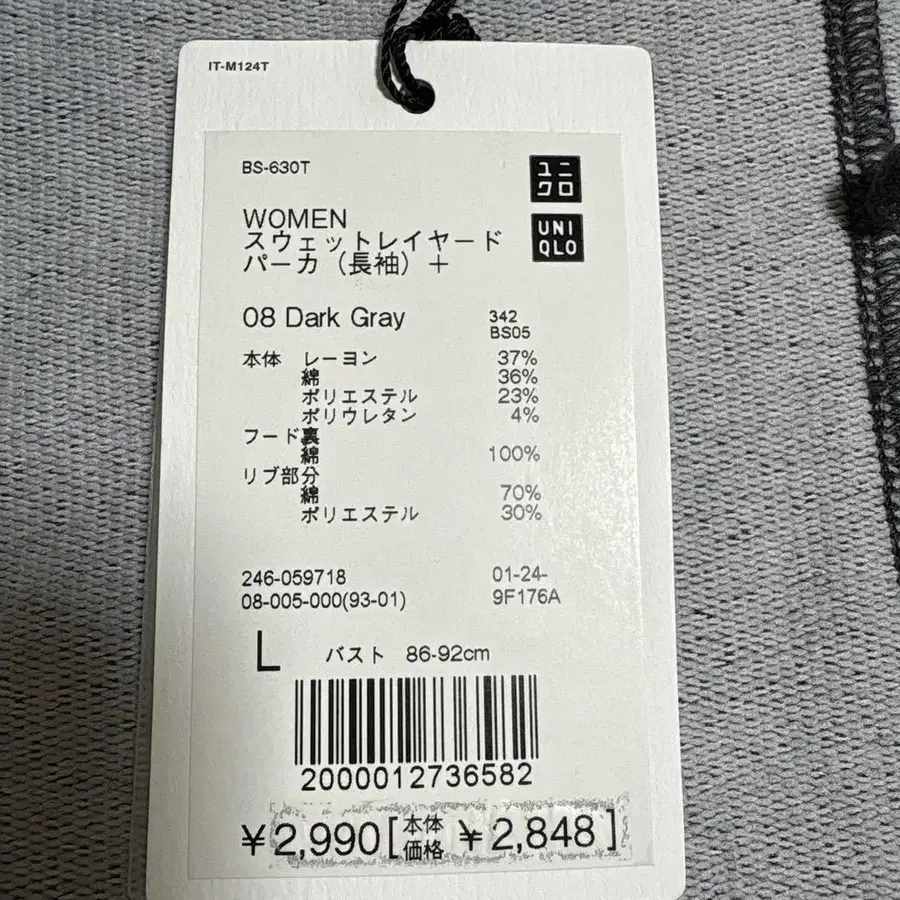 IT-M124T
BS-630T
ユニ
クロ
UNI
QLO
WOMEN
スウェットレイヤード
パーカ（長袖）＋
08 Dark Gray 342
BS05
本体 レーヨン 37%
綿 36%
ポリエステル 23%
ポリウレタン 4%
フード裏
綿 100%
リブ部分
綿 70%
ポリエステル 30%
246-059718 01-24-
08-005-000(93-01) 9F176A
L バスト 86-92cm
2000012736582
¥2,990[本体価格 ¥2,848]